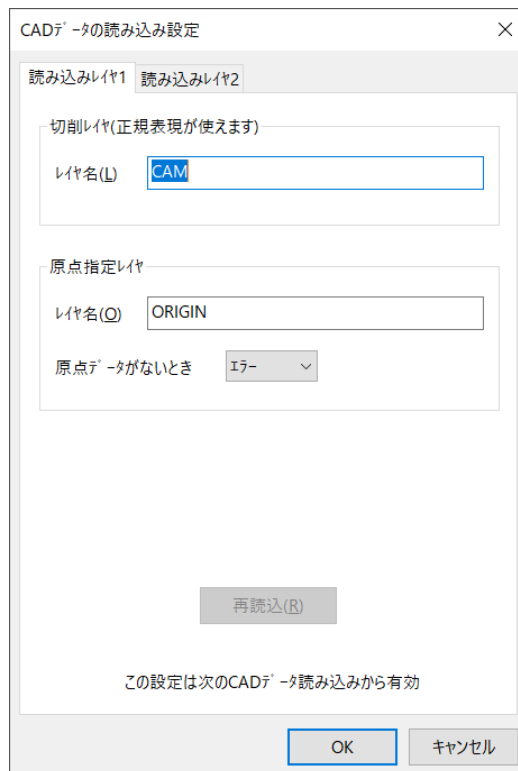 CADﾃﾞｰﾀの読み込み設定
読み込みﾚｲﾔ1 読み込みﾚｲﾔ2
切削ﾚｲﾔ(正規表現が使えます)
ﾚｲﾔ名(L) CAM
原点指定ﾚｲﾔ
ﾚｲﾔ名(O) ORIGIN
原点ﾃﾞｰﾀがないとき ｴﾗｰ
再読込(R)
この設定は次のCADﾃﾞｰﾀ読み込みから有効
OK キャンセル